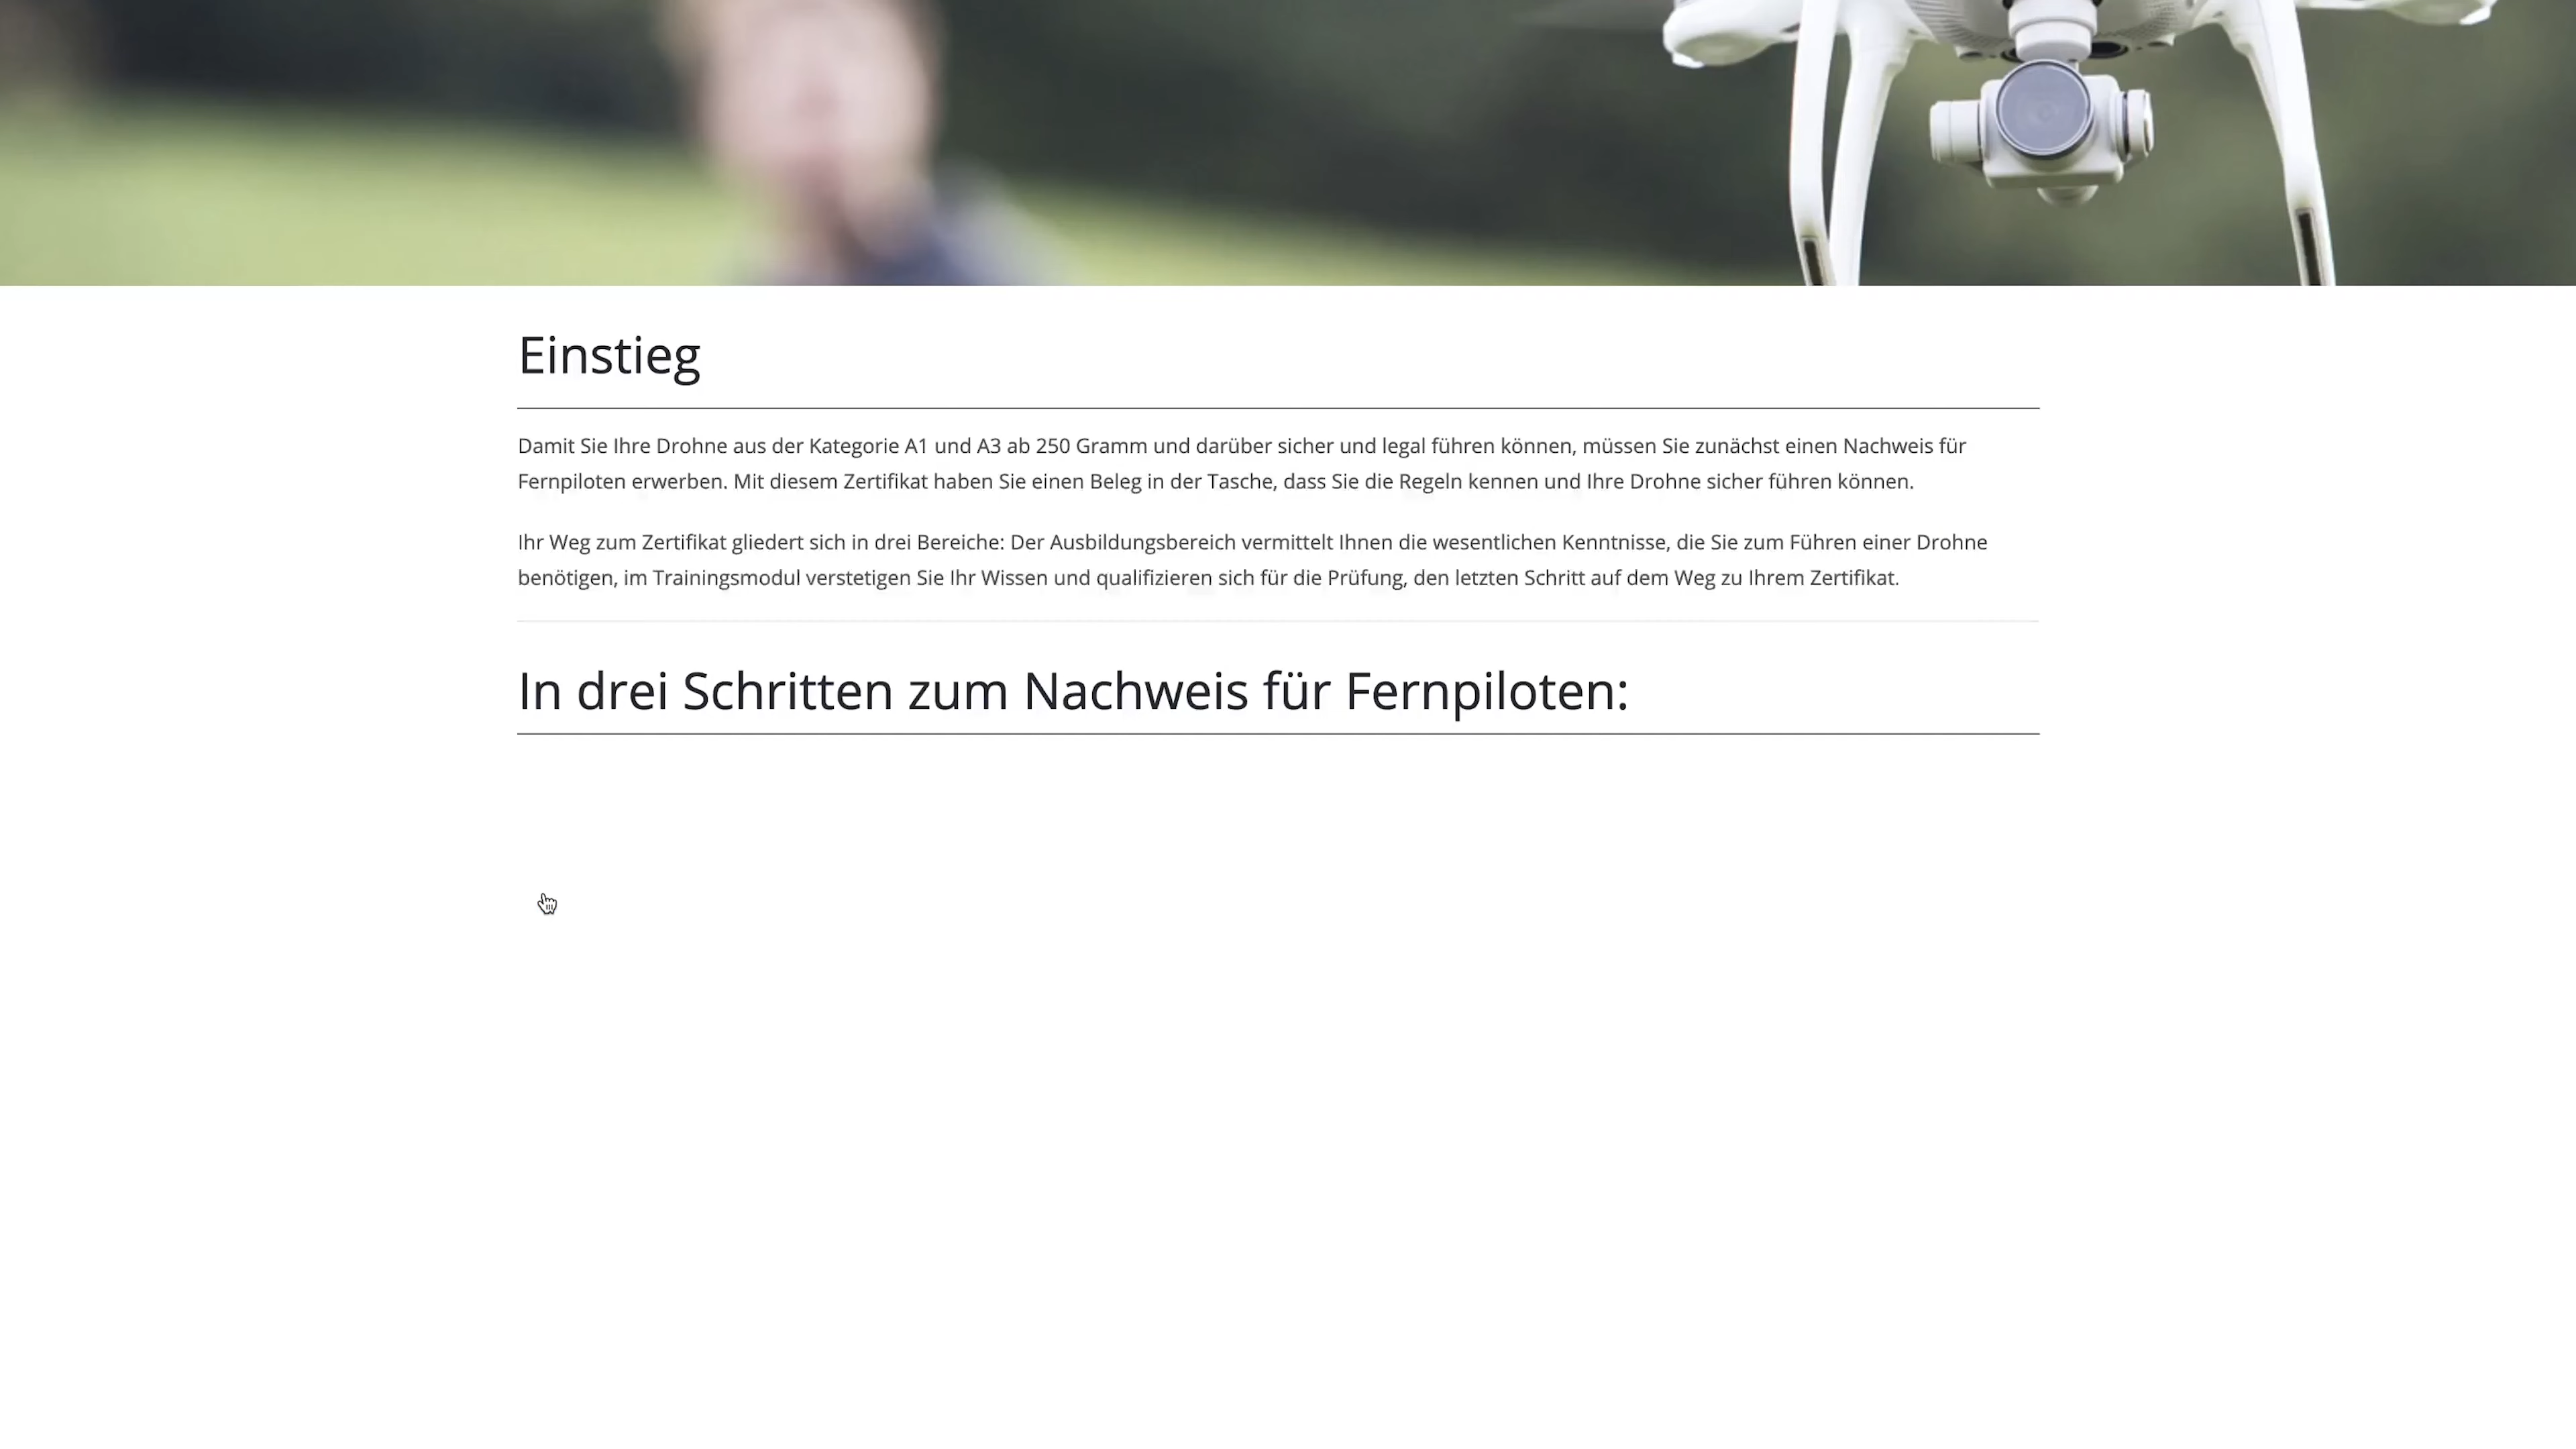 Einstieg
Damit Sie Ihre Drohne aus der Kategorie A1 und A3 ab 250 Gramm und darüber sicher und legal führen können, müssen Sie zunächst einen Nachweis für
Fernpiloten erwerben. Mit diesem Zertifikat haben Sie einen Beleg in der Tasche, dass Sie die Regeln kennen und Ihre Drohne sicher führen können.
Ihr Weg zum Zertifikat gliedert sich in drei Bereiche: Der Ausbildungsbereich vermittelt Ihnen die wesentlichen Kenntnisse, die Sie zum Führen einer Drohne
benötigen, im Trainingsmodul verstetigen Sie Ihr Wissen und qualifizieren sich für die Prüfung, den letzten Schritt auf dem Weg zu Ihrem Zertifikat.
In drei Schritten zum Nachweis für Fernpiloten: